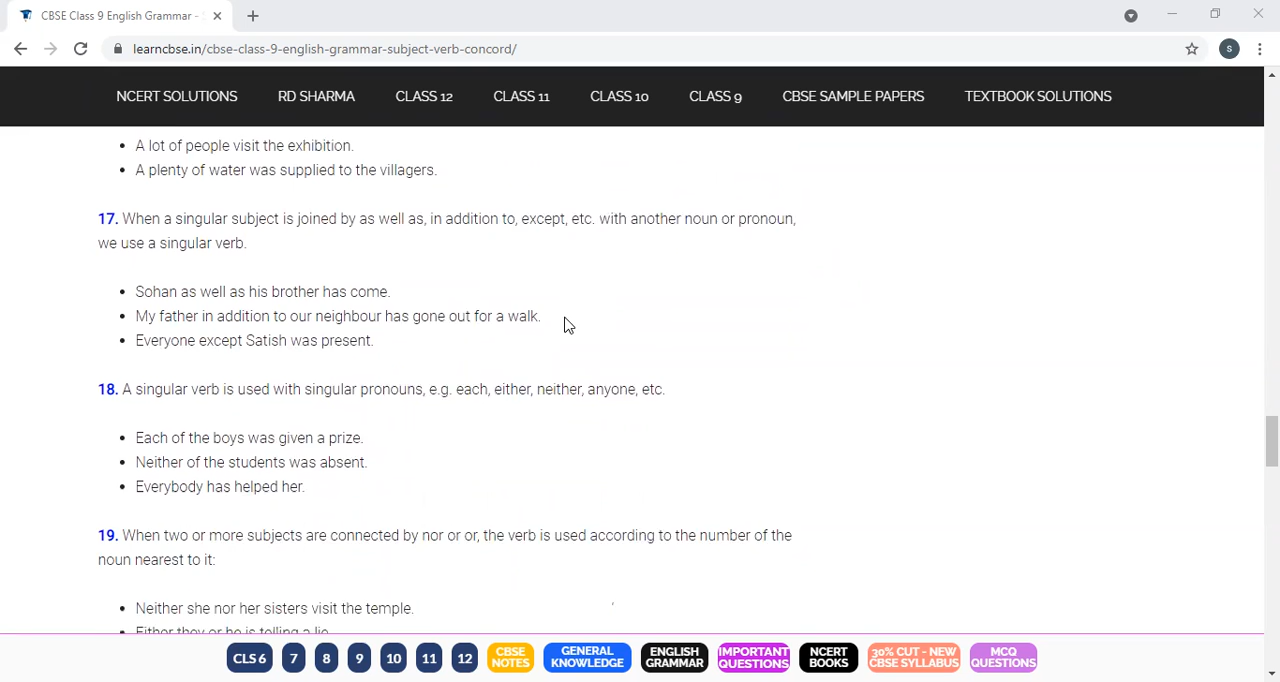 CBSE Class 9 English Grammar -
learncbse.in/cbse-class-9-english-grammar-subject-verb-concord/
S
NCERT SOLUTIONS RD SHARMA CLASS 12 CLASS 11 CLASS 10 CLASS 9 CBSE SAMPLE PAPERS TEXTBOOK SOLUTIONS
• A lot of people visit the exhibition.
• A plenty of water was supplied to the villagers.
17. When a singular subject is joined by as well as, in addition to, except, etc. with another noun or pronoun,
we use a singular verb.
• Sohan as well as his brother has come.
• My father in addition to our neighbour has gone out for a walk.
• Everyone except Satish was present.
18. A singular verb is used with singular pronouns, e.g. each, either, neither, anyone, etc.
• Each of the boys was given a prize.
• Neither of the students was absent.
• Everybody has helped her.
19. When two or more subjects are connected by nor or or, the verb is used according to the number of the
noun nearest to it:
• Neither she nor her sisters visit the temple.
• Either they or he is telling a lie
CLS 6 7 8 9 10 11 12
CBSE
NOTES
GENERAL
KNOWLEDGE
ENGLISH
GRAMMAR
IMPORTANT
QUESTIONS
NCERT
BOOKS
30% CUT - NEW
CBSE SYLLABUS
MCQ
QUESTIONS